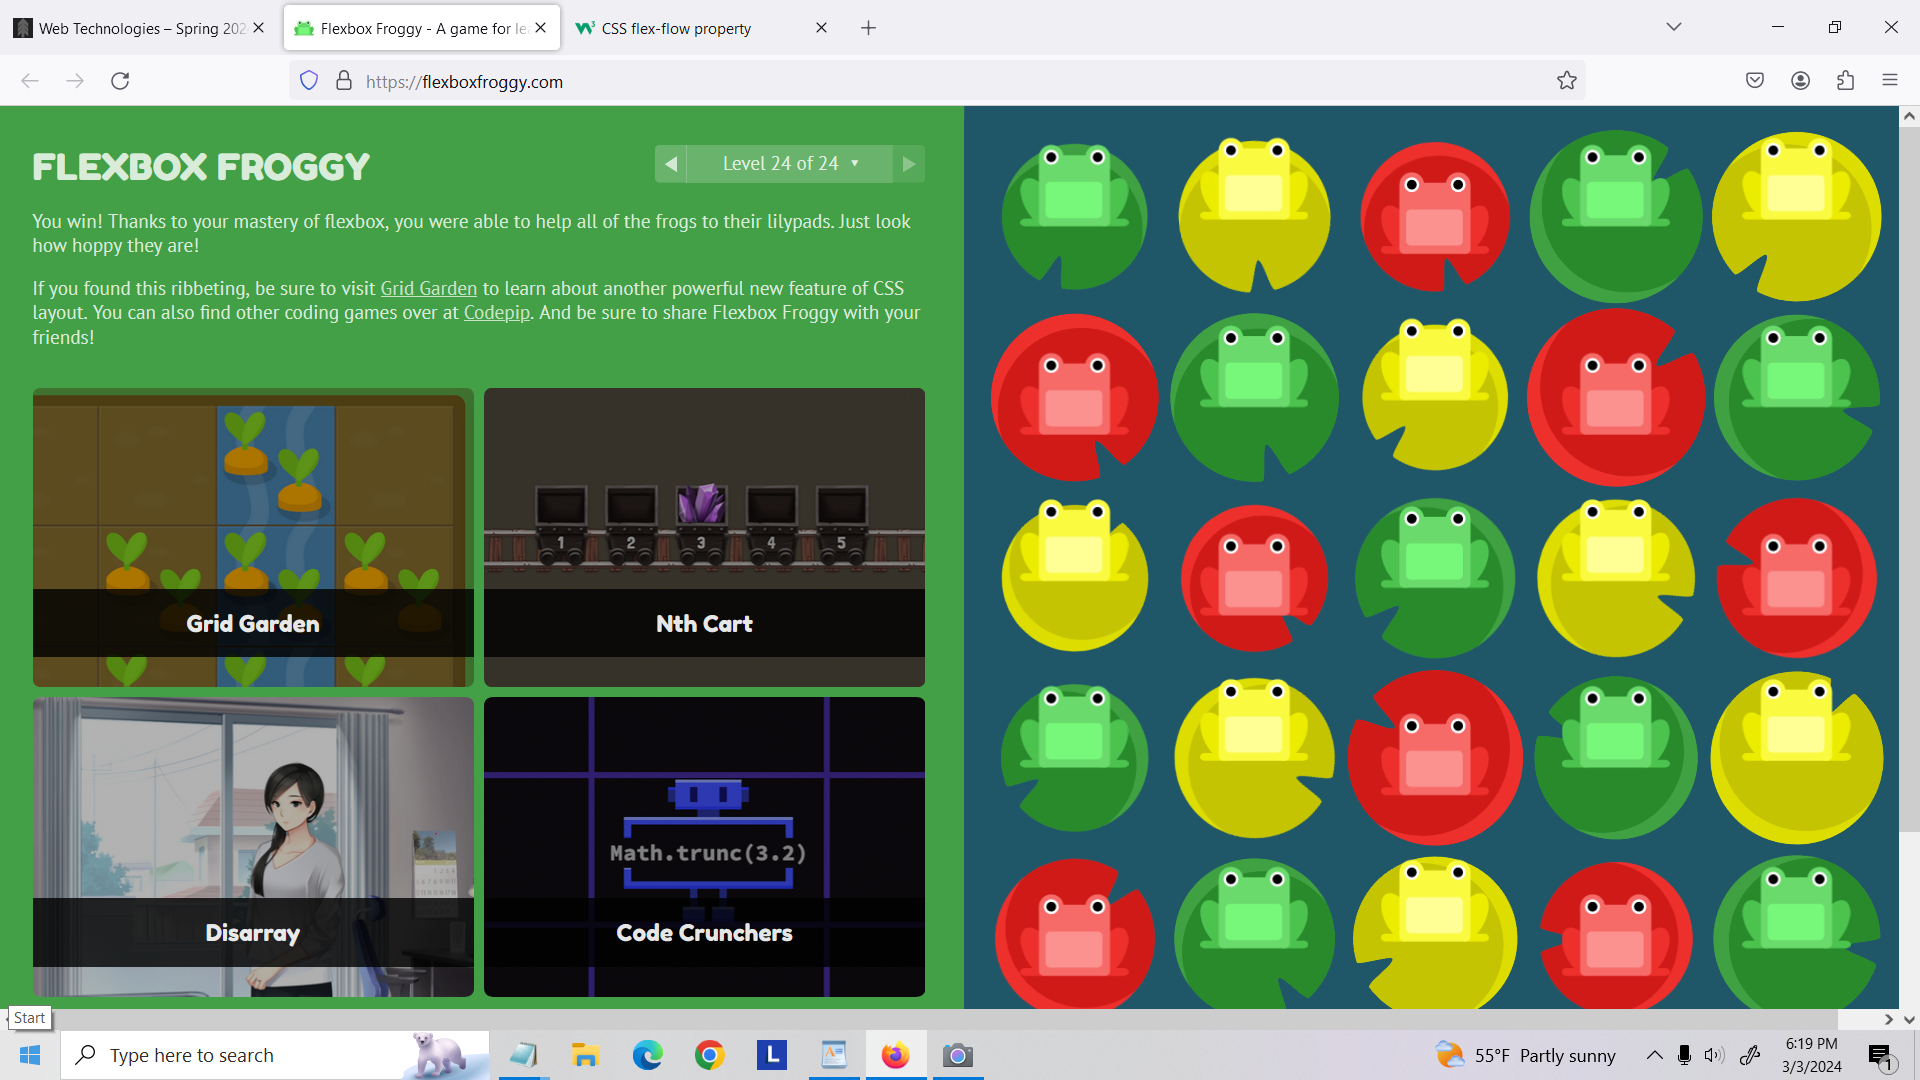 Web Technologies – Spring 202
Flexbox Froggy - A game for le
CSS flex-flow property
https://flexboxfroggy.com
FLEXBOX FROGGY
Level 24 of 24
You win! Thanks to your mastery of flexbox, you were able to help all of the frogs to their lilypads. Just look
how hoppy they are!
If you found this ribbeting, be sure to visit Grid Garden to learn about another powerful new feature of CSS
layout. You can also find other coding games over at Codepip. And be sure to share Flexbox Froggy with your
friends!
1 2 3 4 5
Grid Garden
Nth Cart
Math.trunc(3.2)
Disarray
Code Crunchers
Start
Type here to search
L
55°F Partly sunny
6:19 PM
3/3/2024
1